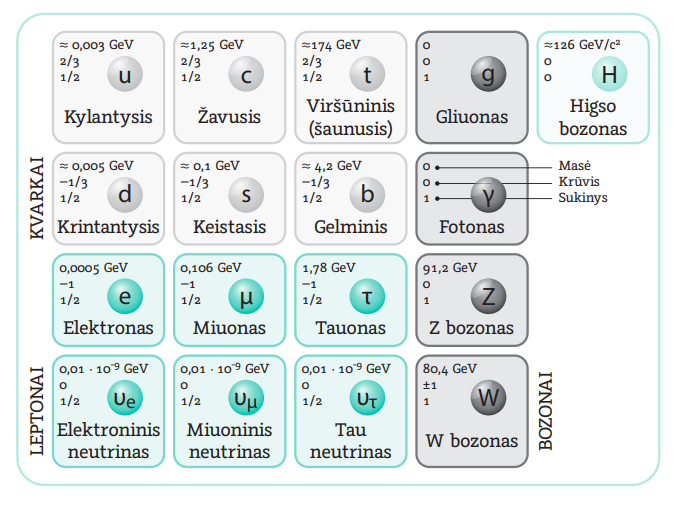 ≈ 0,003 GeV
2/3
1/2
u
Kylantysis
≈1,25 GeV
2/3
1/2
c
Žavusis
≈174 GeV
2/3
1/2
t
Viršūninis
(šaunusis)
0
0
1
g
Gliuonas
≈126 GeV/c²
0
0
H
Higso
bozonas
KVARKAI
≈ 0,005 GeV
−1/3
1/2
d
Krintantysis
≈ 0,1 GeV
−1/3
1/2
s
Keistasis
≈ 4,2 GeV
−1/3
1/2
b
Gelminis
0
0
1
γ
Fotonas
Masė
Krūvis
Sukinys
0,0005 GeV
−1
1/2
e
Elektronas
0,106 GeV
−1
1/2
μ
Miuonas
1,78 GeV
−1
1/2
τ
Tauonas
91,2 GeV
0
1
Z
Z bozonas
LEPTONAI
0,01 · 10⁻⁹ GeV
0
1/2
υe
Elektroninis
neutrinas
0,01 · 10⁻⁹ GeV
0
1/2
υμ
Miuoninis
neutrinas
0,01 · 10⁻⁹ GeV
0
1/2
υτ
Tau
neutrinas
80,4 GeV
±1
1
W
W bozonas
BOZONAI